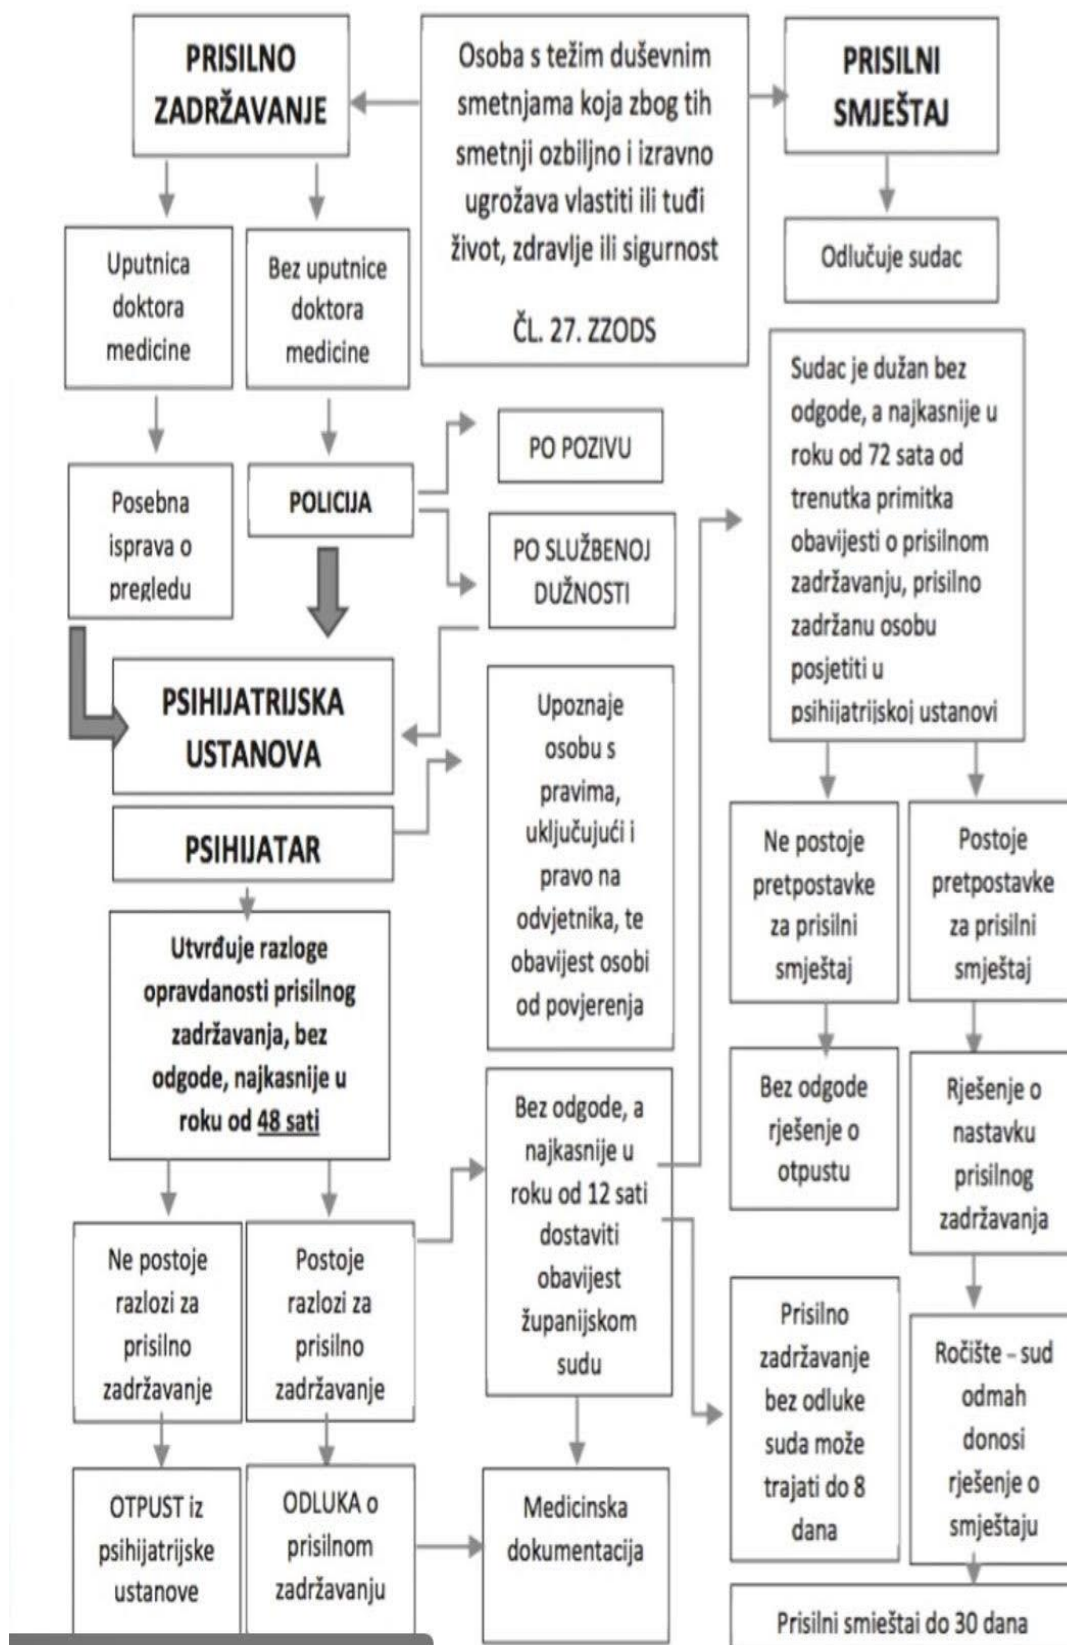 PRISILNO
ZADRŽAVANJE
Osoba s težim duševnim
smetnjama koja zbog tih
smetnji ozbiljno i izravno
ugrožava vlastiti ili tuđi
život, zdravlje ili sigurnost
ČL. 27. ZZODS
PRISILNI
SMJEŠTAJ
Uputnica
doktora
medicine
Bez uputnice
doktora
medicine
Odlučuje sudac
Posebna
isprava o
pregledu
POLICIJA
PO POZIVU
PO SLUŽBENOJ
DUŽNOSTI
Sudac je dužan bez
odgode, a najkasnije u
roku od 72 sata od
trenutka primitka
obavijesti o prisilnom
zadržavanju, prisilno
zadržanu osobu
posjetiti u
psihijatrijskoj ustanovi
PSIHIJATRIJSKA
USTANOVA
PSIHIJATAR
Upoznaje
osobu s
pravima,
uključujući i
pravo na
odvjetnika, te
obavijest osobi
od povjerenja
Ne postoje
pretpostavke
za prisilni
smještaj
Postoje
pretpostavke
za prisilni
smještaj
Utvrđuje razloge
opravdanosti prisilnog
zadržavanja, bez
odgode, najkasnije u
roku od 48 sati
Bez odgode, a
najkasnije u
roku od 12 sati
dostaviti
obavijest
županijskom
sudu
Bez odgode
rješenje o
otpustu
Rješenje o
nastavku
prisilnog
zadržavanja
Ne postoje
razlozi za
prisilno
zadržavanje
Postoje
razlozi za
prisilno
zadržavanje
Prisilno
zadržavanje
bez odluke
suda može
trajati do 8
dana
Ročište – sud
odmah
donosi
rješenje o
smještaju
OTPUST iz
psihijatrijske
ustanove
ODLUKA o
prisilnom
zadržavanju
Medicinska
dokumentacija
Prisilni smještaj do 30 dana